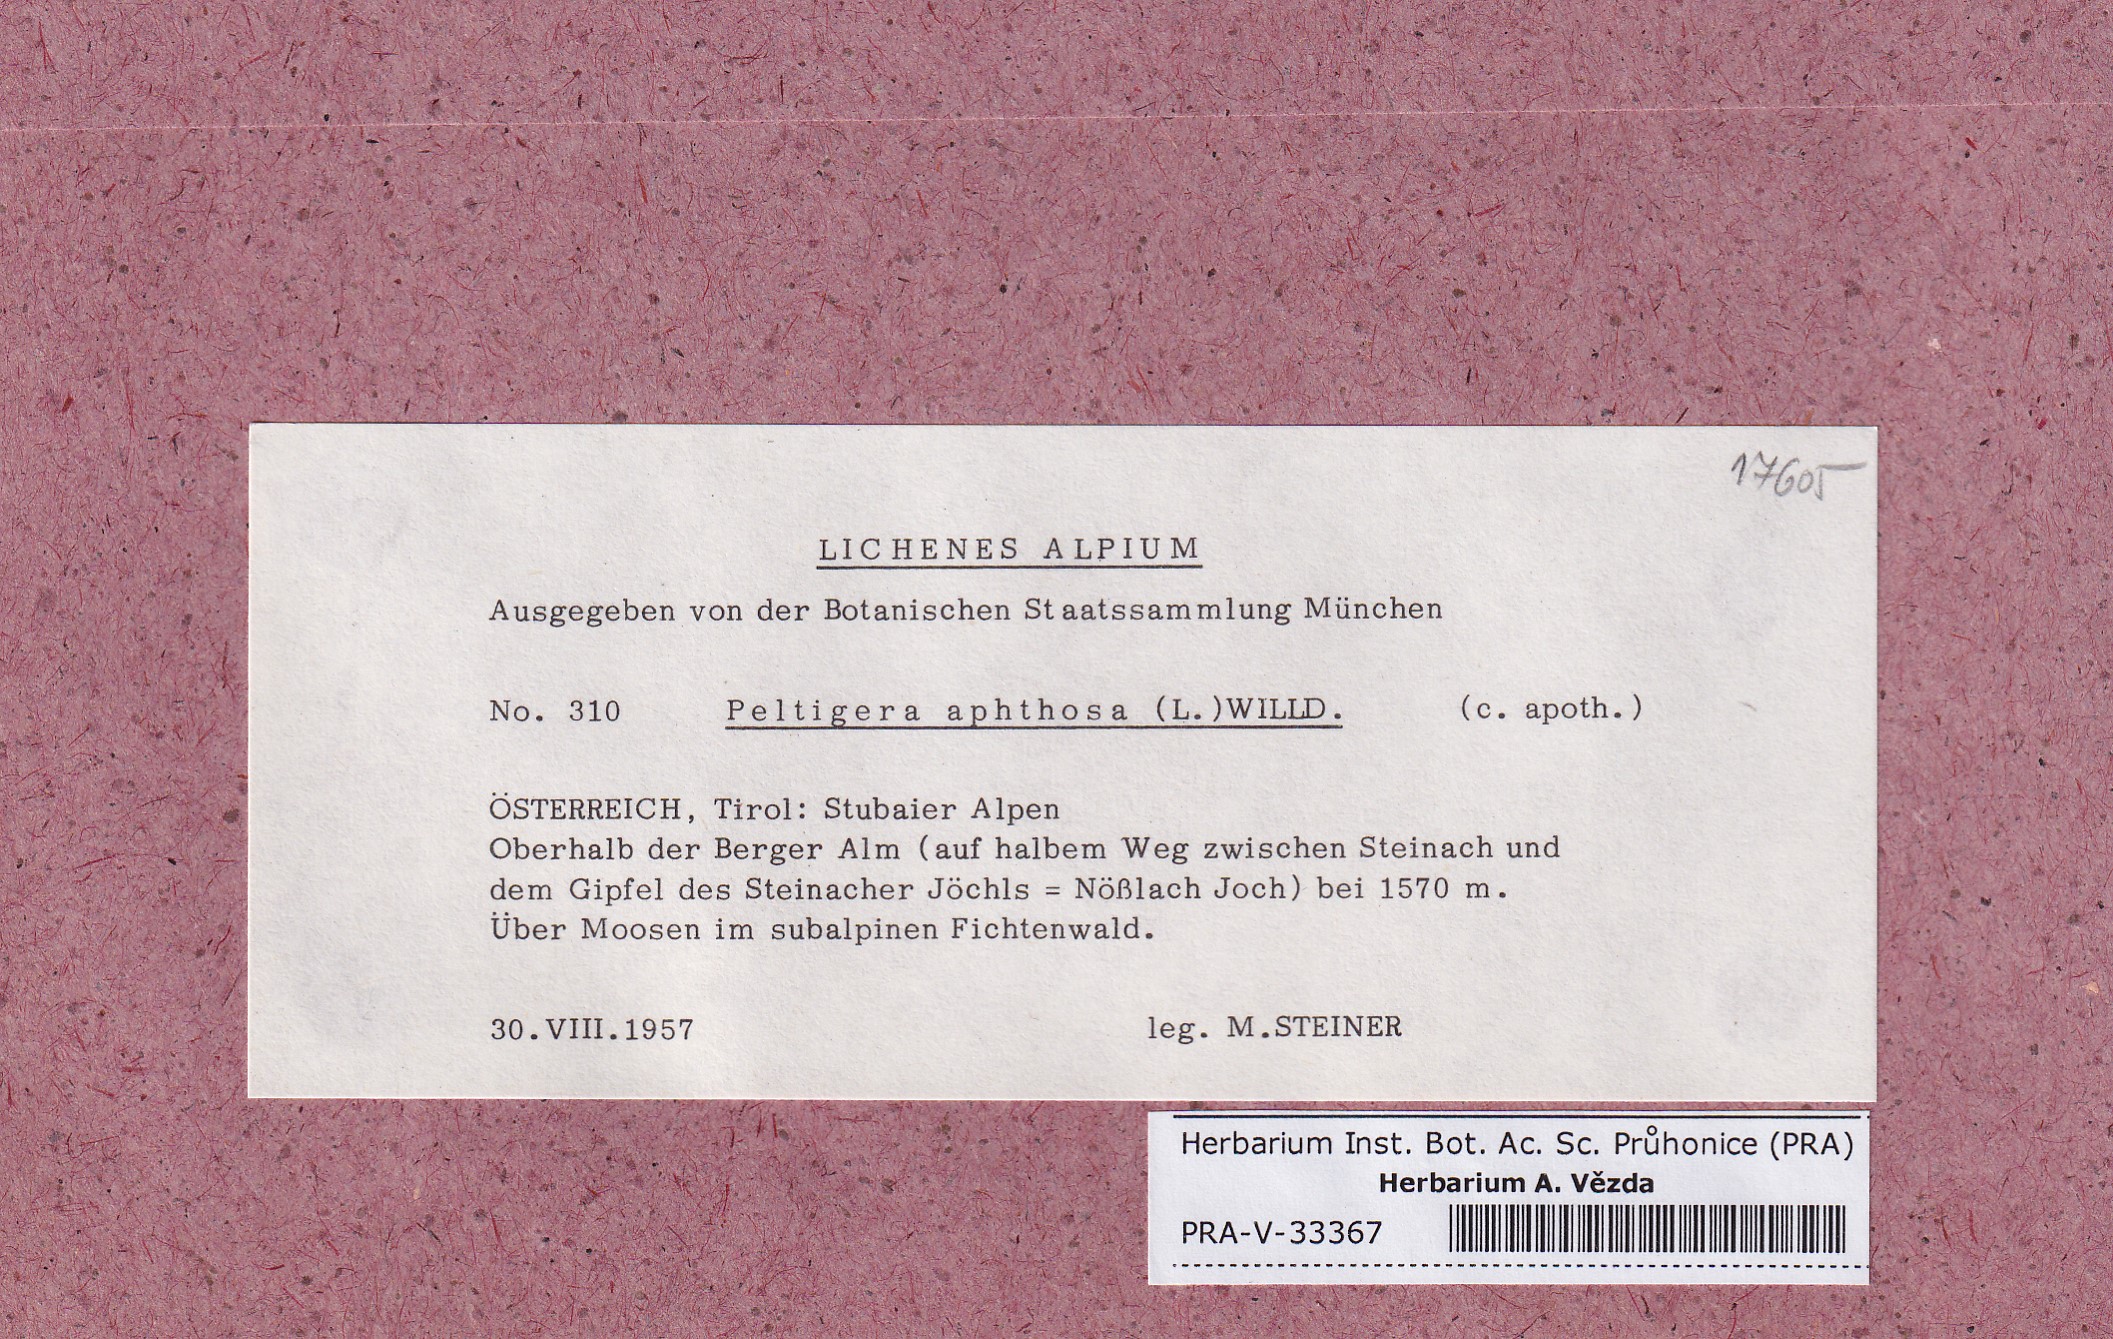 17605
LICHENES ALPIUM
Ausgegeben von der Botanischen Staatssammlung München
No. 310 Peltigera aphthosa (L.)WILLD. (c. apoth.)
ÖSTERREICH, Tirol: Stubaier Alpen
Oberhalb der Berger Alm (auf halbem Weg zwischen Steinach und
dem Gipfel des Steinacher Jöchls = Nößlach Joch) bei 1570 m.
Über Moosen im subalpinen Fichtenwald.
30.VIII.1957 leg. M.STEINER
Herbarium Inst. Bot. Ac. Sc. Průhonice (PRA)
Herbarium A. Vězda
PRA-V-33367